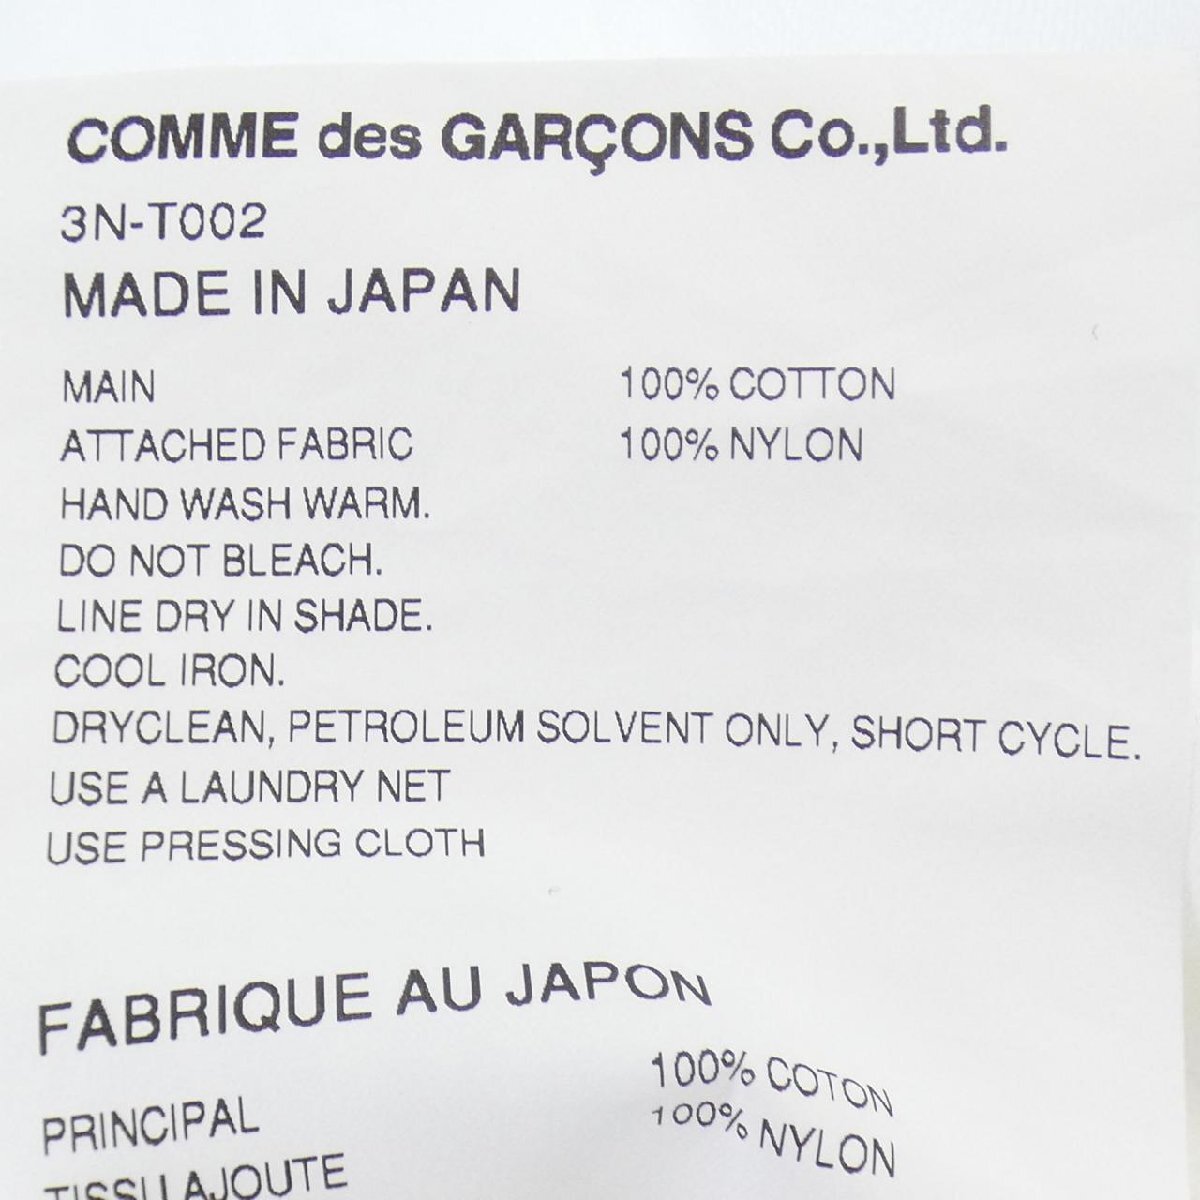 COMME des GARÇONS Co.,Ltd.
3N-T002
MADE IN JAPAN
MAIN 100% COTTON
ATTACHED FABRIC 100% NYLON
HAND WASH WARM.
DO NOT BLEACH.
LINE DRY IN SHADE.
COOL IRON.
DRYCLEAN, PETROLEUM SOLVENT ONLY, SHORT CYCLE.
USE A LAUNDRY NET
USE PRESSING CLOTH
FABRIQUE AU JAPON
PRINCIPAL 100% COTON
TISSU AJOUTE 100% NYLON